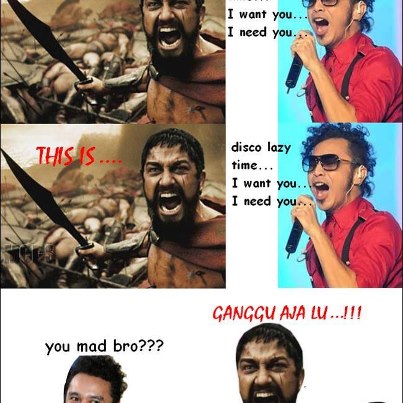 I want you...
I need you...
THIS IS ....
disco lazy
time...
I want you...
I need you...
GANGGU AJA LU...!!!
you mad bro???